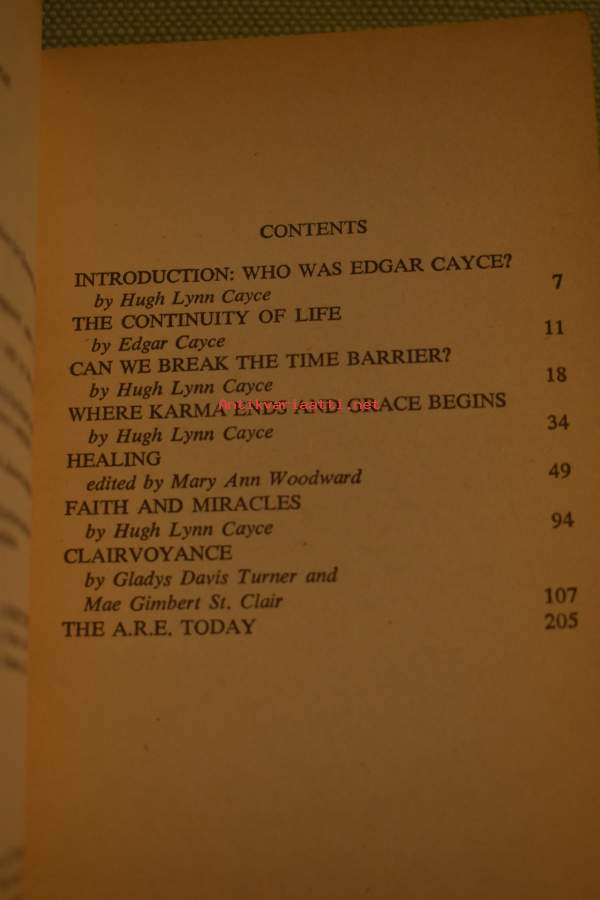 CONTENTS
INTRODUCTION: WHO WAS EDGAR CAYCE?
by Hugh Lynn Cayce 7
THE CONTINUITY OF LIFE
by Edgar Cayce 11
CAN WE BREAK THE TIME BARRIER?
by Hugh Lynn Cayce 18
WHERE KARMA ENDS AND GRACE BEGINS
by Hugh Lynn Cayce 34
HEALING
edited by Mary Ann Woodward 49
FAITH AND MIRACLES
by Hugh Lynn Cayce 94
CLAIRVOYANCE
by Gladys Davis Turner and
Mae Gimbert St. Clair 107
THE A.R.E. TODAY 205
Antikvariaatti.net